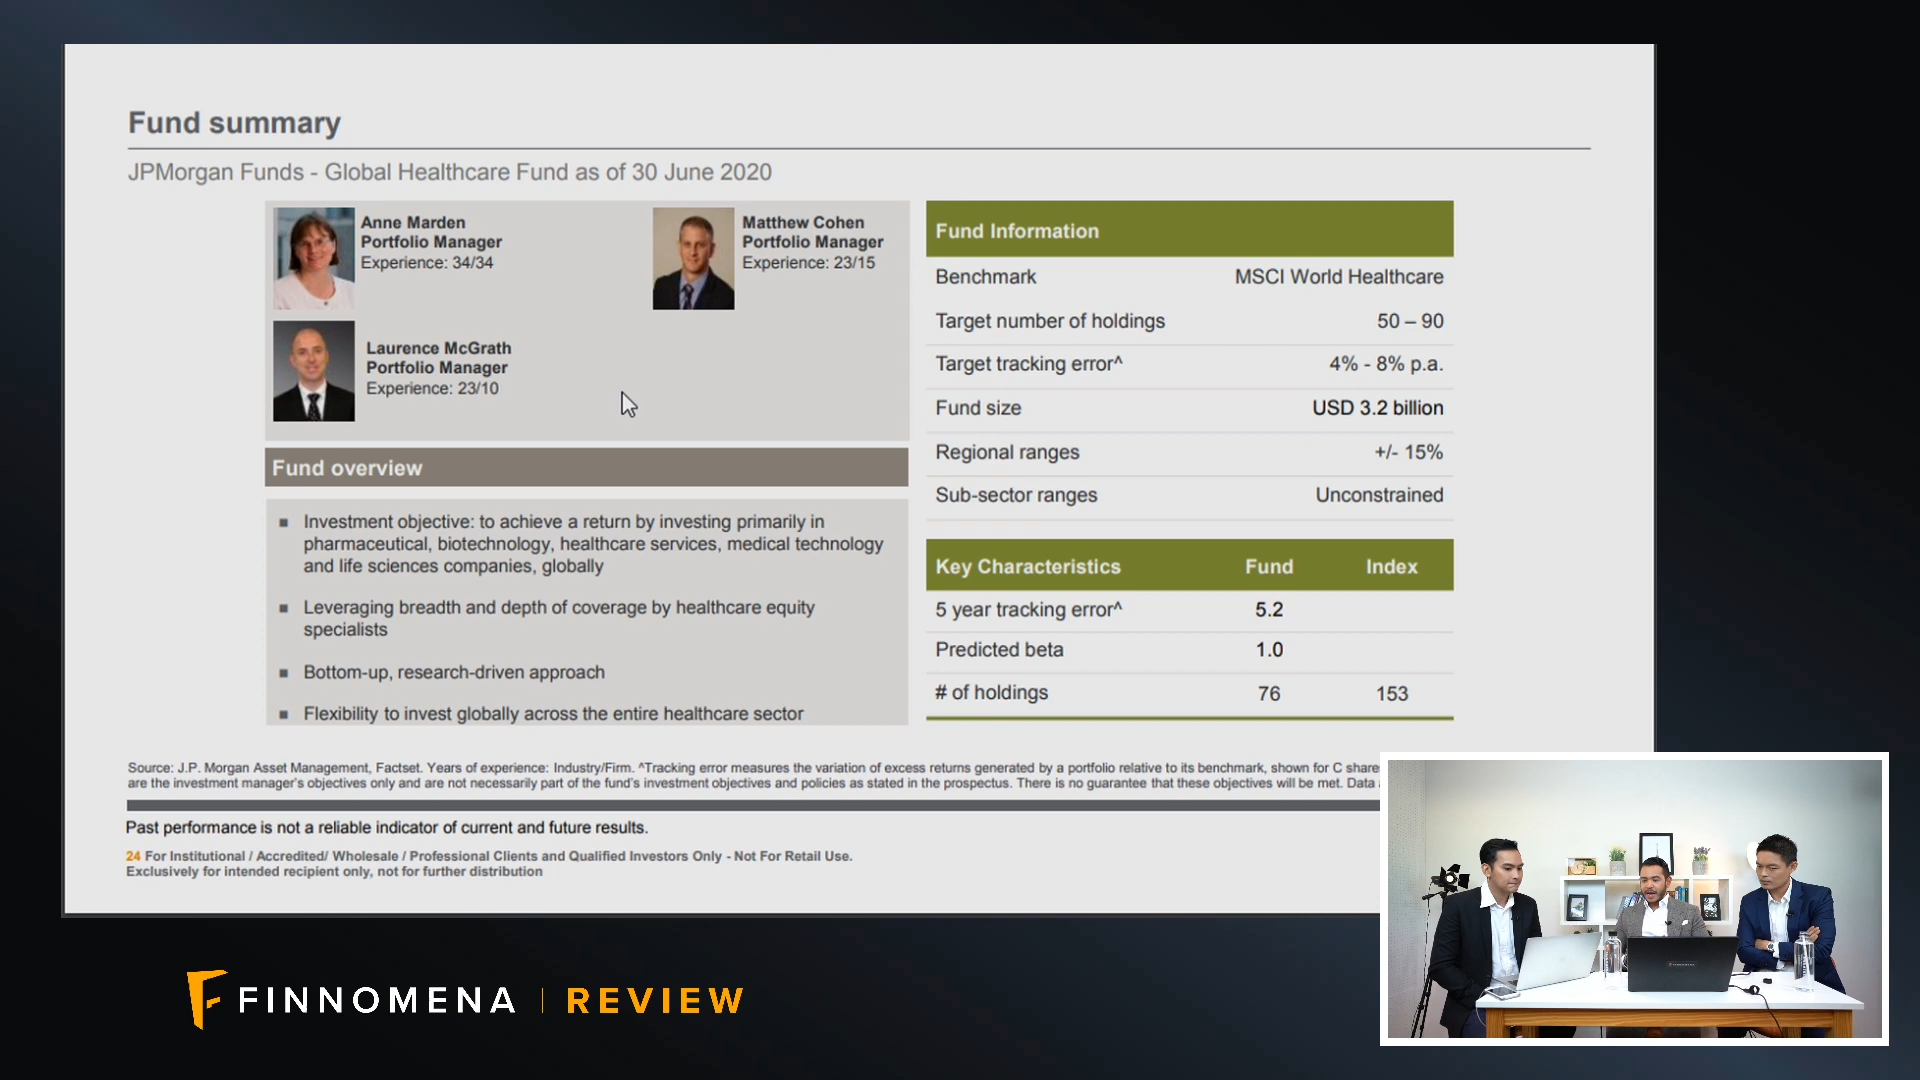 Fund summary
JPMorgan Funds - Global Healthcare Fund as of 30 June 2020
Anne Marden
Portfolio Manager
Experience: 34/34
Matthew Cohen
Portfolio Manager
Experience: 23/15
Laurence McGrath
Portfolio Manager
Experience: 23/10
Fund overview
■ Investment objective: to achieve a return by investing primarily in
pharmaceutical, biotechnology, healthcare services, medical technology
and life sciences companies, globally
■ Leveraging breadth and depth of coverage by healthcare equity
specialists
■ Bottom-up, research-driven approach
■ Flexibility to invest globally across the entire healthcare sector
Fund Information
Benchmark MSCI World Healthcare
Target number of holdings 50 – 90
Target tracking error^ 4% - 8% p.a.
Fund size USD 3.2 billion
Regional ranges +/- 15%
Sub-sector ranges Unconstrained
Key Characteristics Fund Index
5 year tracking error^ 5.2
Predicted beta 1.0
# of holdings 76 153
Source: J.P. Morgan Asset Management, Factset. Years of experience: Industry/Firm. ^Tracking error measures the variation of excess returns generated by a portfolio relative to its benchmark, shown for C share
are the investment manager's objectives only and are not necessarily part of the fund's investment objectives and policies as stated in the prospectus. There is no guarantee that these objectives will be met. Data
Past performance is not a reliable indicator of current and future results.
24 For Institutional / Accredited/ Wholesale / Professional Clients and Qualified Investors Only - Not For Retail Use.
Exclusively for intended recipient only, not for further distribution
FINNOMENA | REVIEW